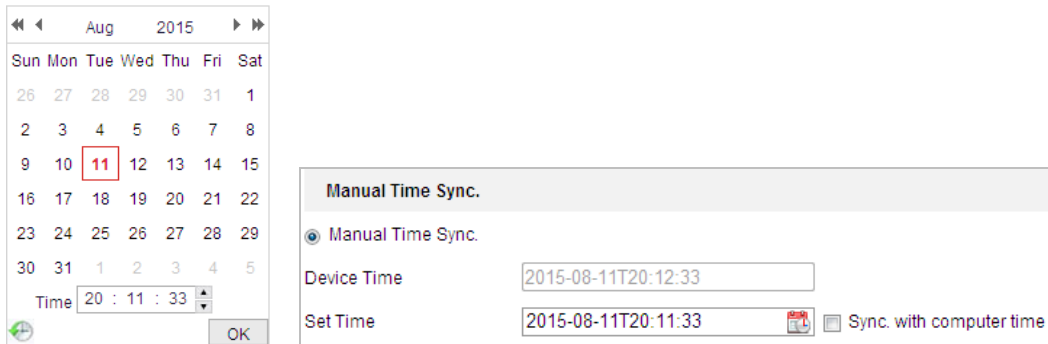 Aug 2015
Sun Mon Tue Wed Thu Fri Sat
26 27 28 29 30 31 1
2 3 4 5 6 7 8
9 10 11 12 13 14 15
16 17 18 19 20 21 22
23 24 25 26 27 28 29
30 31 1 2 3 4 5
Time 20 : 11 : 33
OK
Manual Time Sync.
Manual Time Sync.
Device Time 2015-08-11T20:12:33
Set Time 2015-08-11T20:11:33 Sync. with computer time